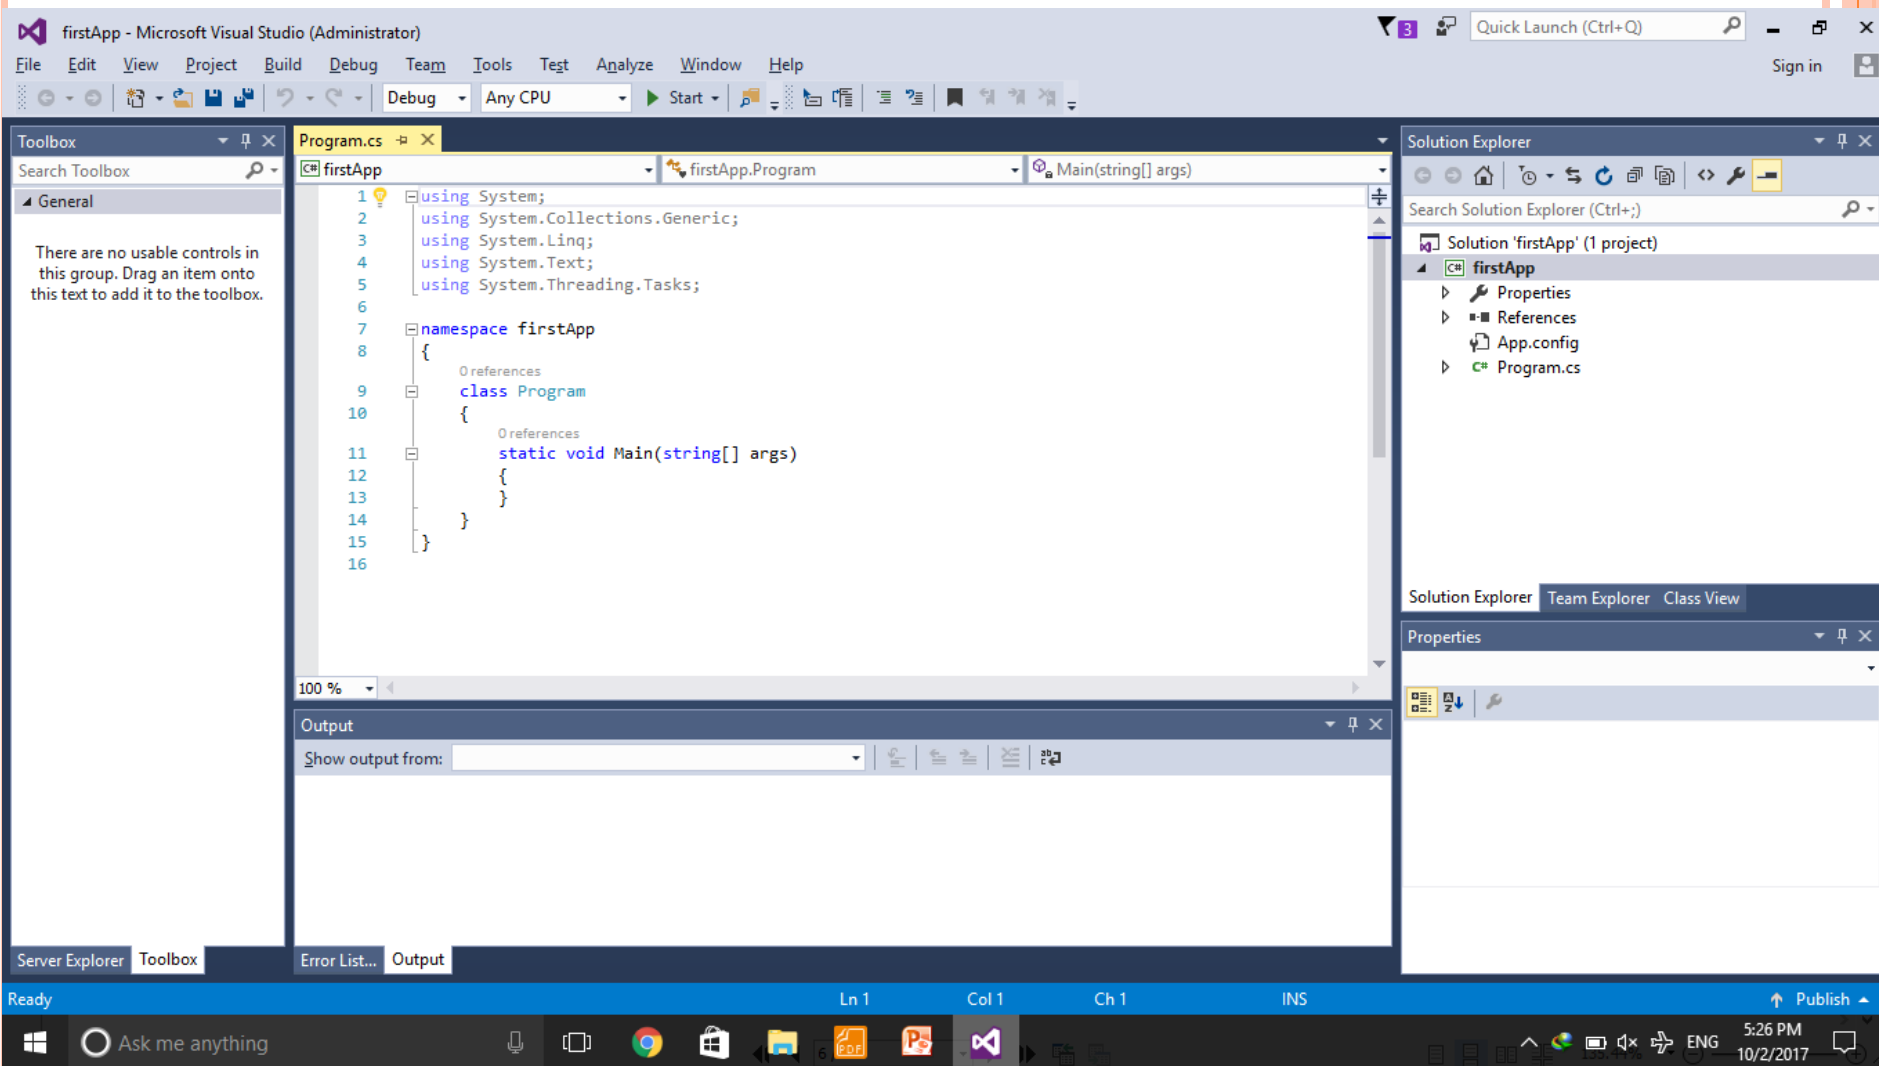 firstApp - Microsoft Visual Studio (Administrator)
3
Quick Launch (Ctrl+Q)
File Edit View Project Build Debug Team Tools Test Analyze Window Help
Sign in
Debug Any CPU Start
Toolbox
Search Toolbox
General
There are no usable controls in
this group. Drag an item onto
this text to add it to the toolbox.
Program.cs
C# firstApp firstApp.Program Main(string[] args)
1 using System;
2 using System.Collections.Generic;
3 using System.Linq;
4 using System.Text;
5 using System.Threading.Tasks;
6
7 namespace firstApp
8 {
0 references
9 class Program
10 {
0 references
11 static void Main(string[] args)
12 {
13 }
14 }
15 }
16
100 %
Output
Show output from:
Solution Explorer
Search Solution Explorer (Ctrl+;)
Solution 'firstApp' (1 project)
C# firstApp
Properties
References
App.config
C# Program.cs
Solution Explorer Team Explorer Class View
Properties
Server Explorer Toolbox
Error List... Output
Ready Ln 1 Col 1 Ch 1 INS Publish
Ask me anything
PDF
ENG
5:26 PM
10/2/2017